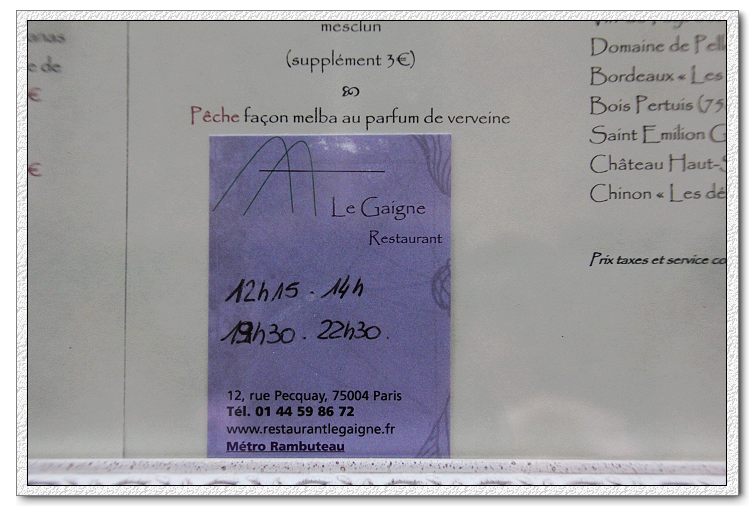 anas
e de
€
€
mesclun
(supplément 3€)
Pêche façon melba au parfum de verveine
Le Gaigne
Restaurant
12h15 - 14h
19h30 - 22h30.
12, rue Pecquay, 75004 Paris
Tél. 01 44 59 86 72
www.restaurantlegaigne.fr
Métro Rambuteau
Domaine de Pell
Bordeaux « Les
Bois Pertuis (75
Saint Emilion G
Château Haut-S
Chinon « Les dé
Prix taxes et service co